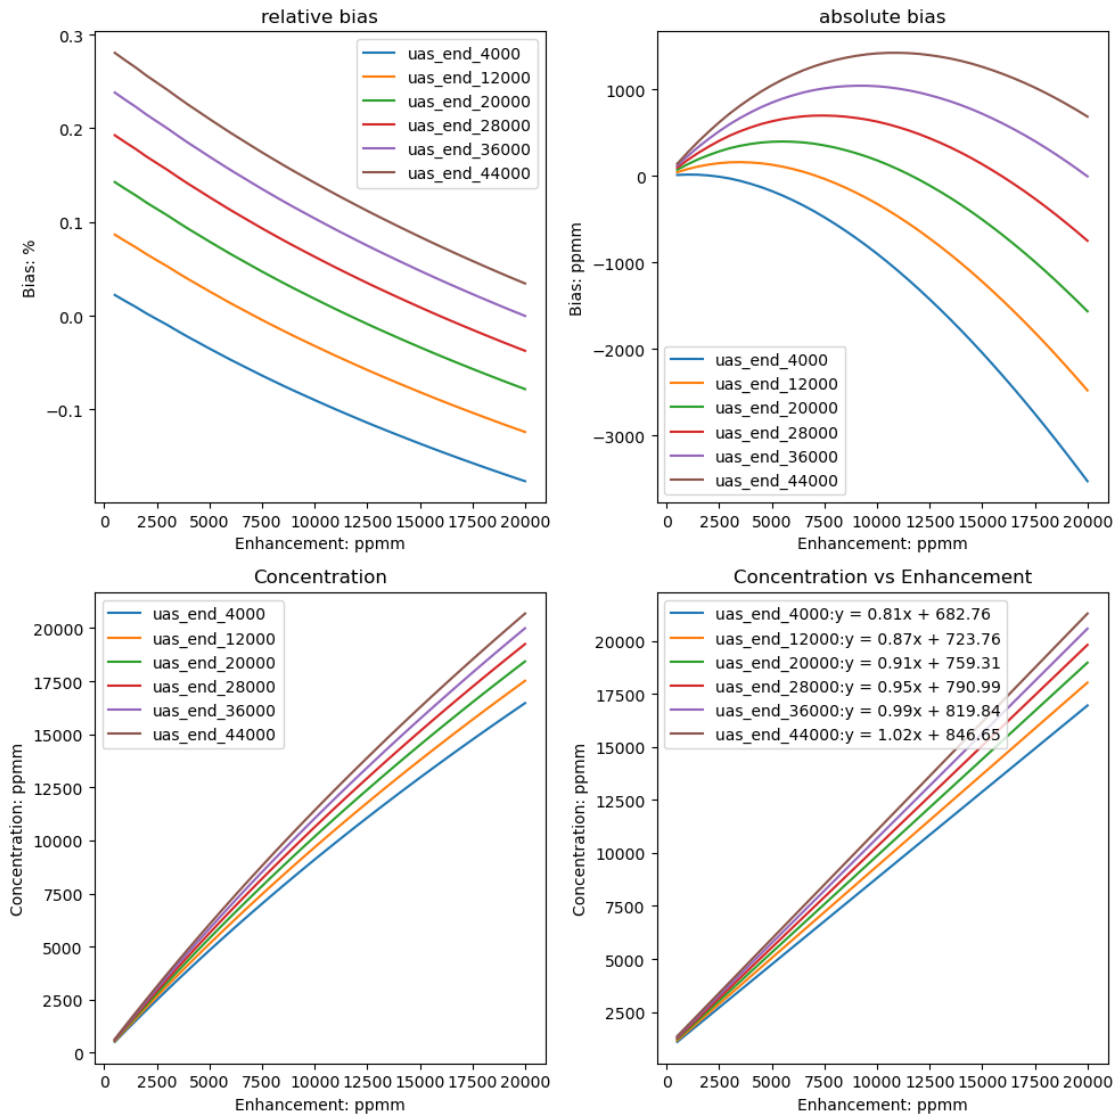 relative bias
0.3
0.2
0.1
0.0
−0.1
Bias: %
uas_end_4000
uas_end_12000
uas_end_20000
uas_end_28000
uas_end_36000
uas_end_44000
0 2500 5000 7500 10000 12500 15000 17500 20000
Enhancement: ppmm
absolute bias
1000
0
−1000
−2000
−3000
Bias: ppmm
uas_end_4000
uas_end_12000
uas_end_20000
uas_end_28000
uas_end_36000
uas_end_44000
0 2500 5000 7500 10000 12500 15000 17500 20000
Enhancement: ppmm
Concentration
20000
17500
15000
12500
10000
7500
5000
2500
0
Concentration: ppmm
uas_end_4000
uas_end_12000
uas_end_20000
uas_end_28000
uas_end_36000
uas_end_44000
0 2500 5000 7500 10000 12500 15000 17500 20000
Enhancement: ppmm
Concentration vs Enhancement
20000
17500
15000
12500
10000
7500
5000
2500
Concentration: ppmm
uas_end_4000:y = 0.81x + 682.76
uas_end_12000:y = 0.87x + 723.76
uas_end_20000:y = 0.91x + 759.31
uas_end_28000:y = 0.95x + 790.99
uas_end_36000:y = 0.99x + 819.84
uas_end_44000:y = 1.02x + 846.65
0 2500 5000 7500 10000 12500 15000 17500 20000
Enhancement: ppmm